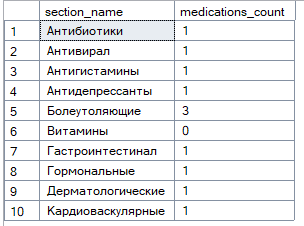 section_name medications_count
1 Антибиотики 1
2 Антивирал 1
3 Антигистамины 1
4 Антидепрессанты 1
5 Болеутоляющие 3
6 Витамины 0
7 Гастроинтестинал 1
8 Гормональные 1
9 Дерматологические 1
10 Кардиоваскулярные 1